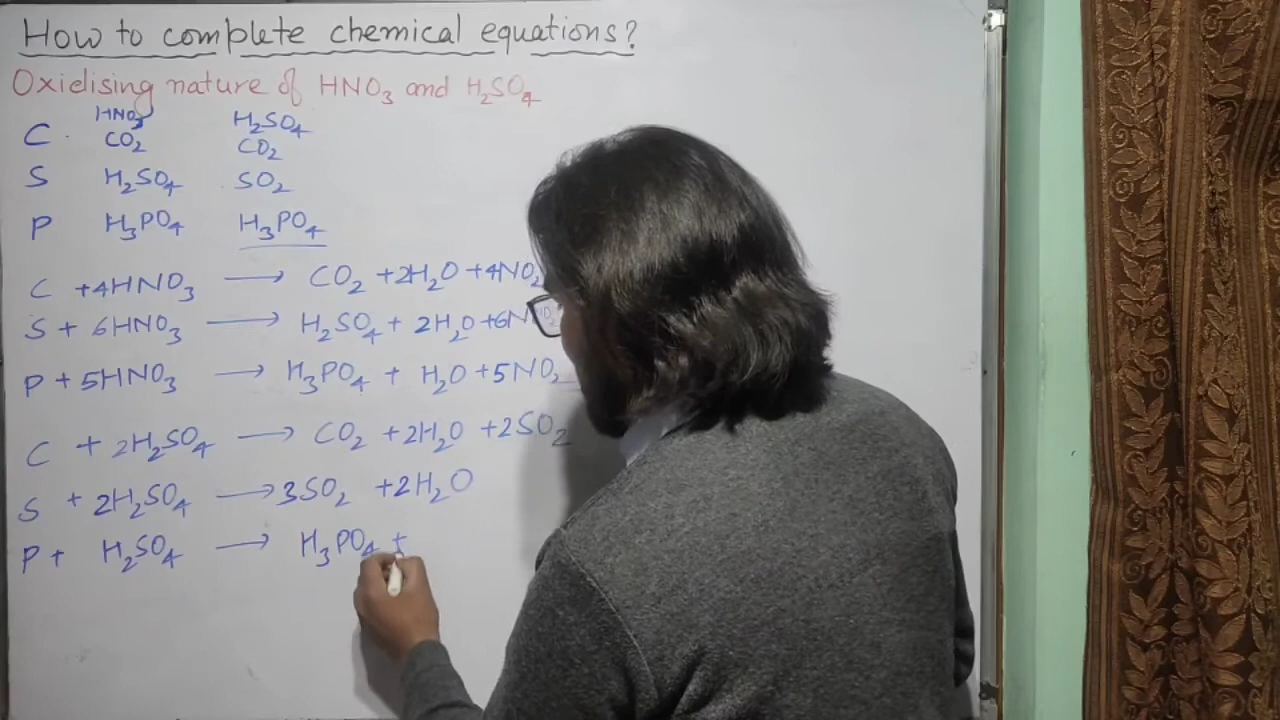 How to complete chemical equations?
Oxidising nature of HNO3 and H2SO4
HNO3 H2SO4
C CO2 CO2
S H2SO4 SO2
P H3PO4 H3PO4
C + 4HNO3 → CO2 + 2H2O + 4NO2
S + 6HNO3 → H2SO4 + 2H2O + 6NO2
P + 5HNO3 → H3PO4 + H2O + 5NO2
C + 2H2SO4 → CO2 + 2H2O + 2SO2
S + 2H2SO4 → 3SO2 + 2H2O
P + H2SO4 → H3PO4 +